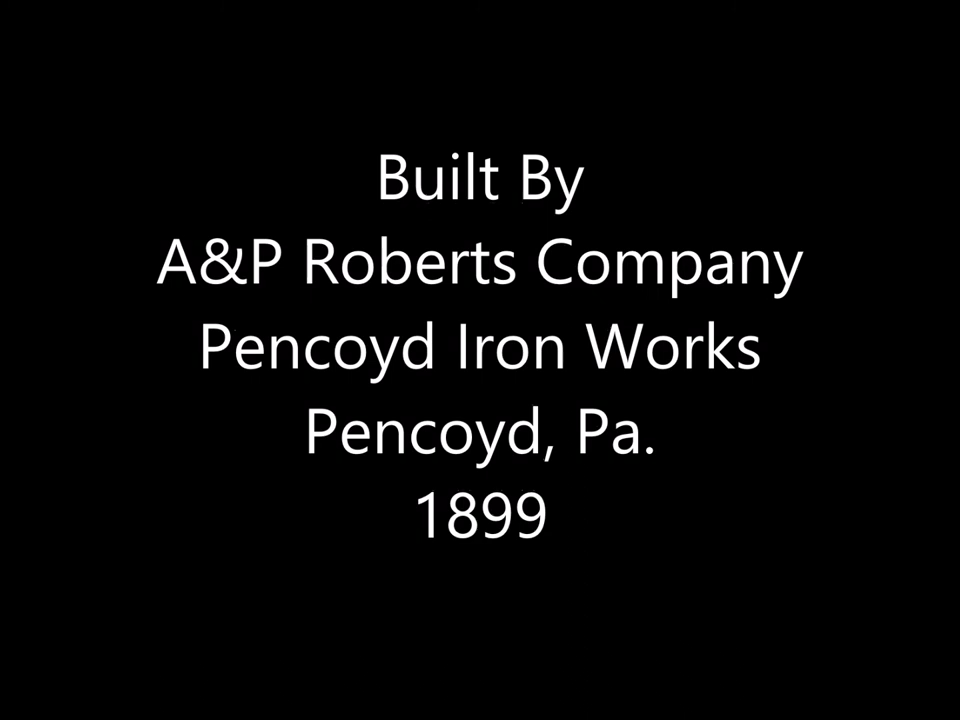 Built By
A&P Roberts Company
Pencoyd Iron Works
Pencoyd, Pa.
1899